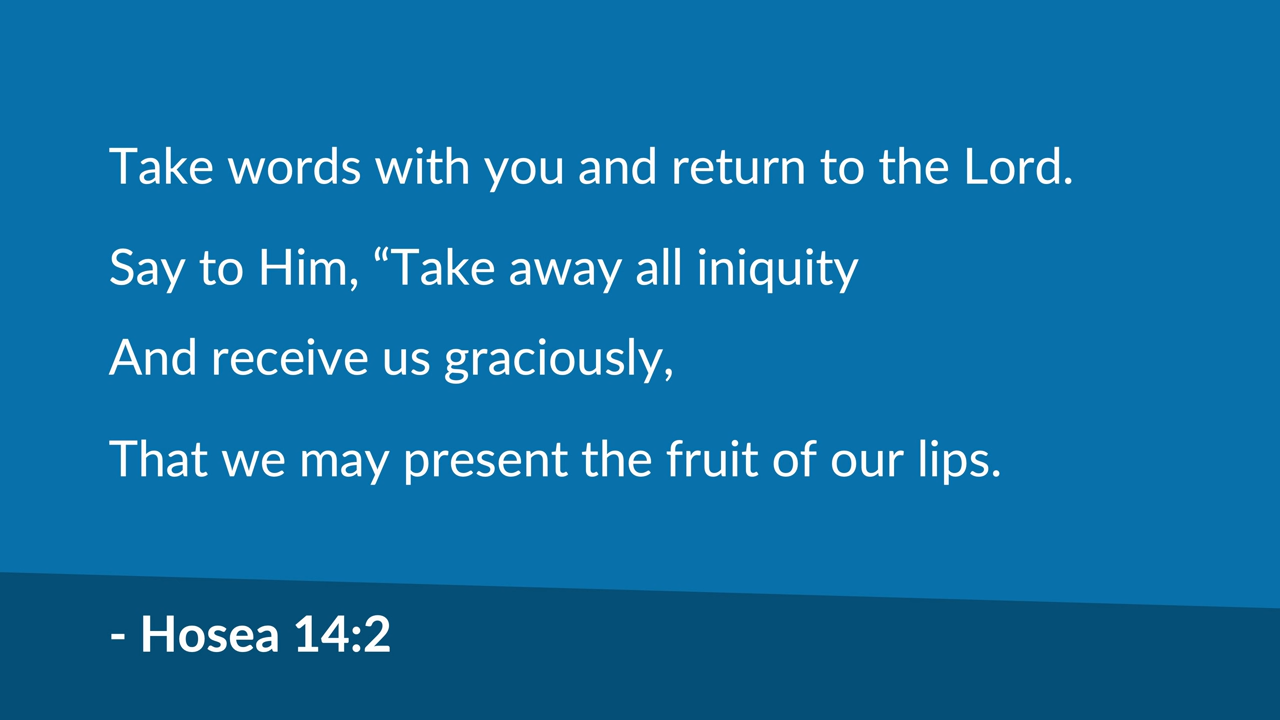 Take words with you and return to the Lord.
Say to Him, “Take away all iniquity
And receive us graciously,
That we may present the fruit of our lips.
- Hosea 14:2